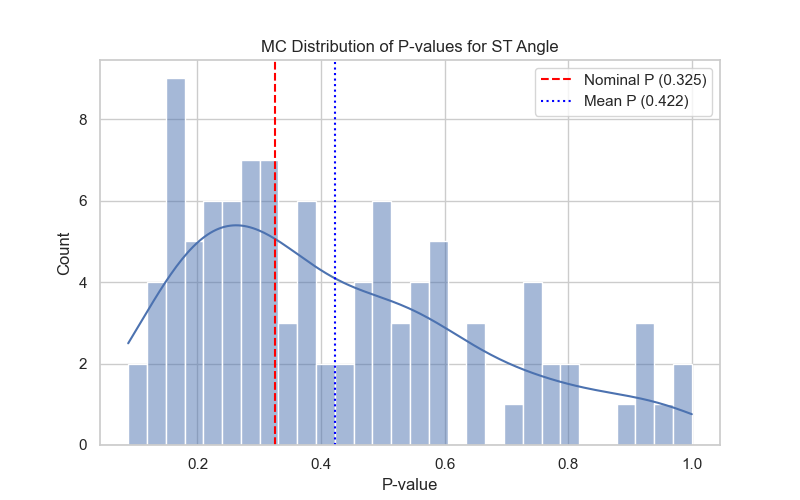 MC Distribution of P-values for ST Angle
Nominal P (0.325)
Mean P (0.422)
8
6
4
2
0
Count
0.2 0.4 0.6 0.8 1.0
P-value